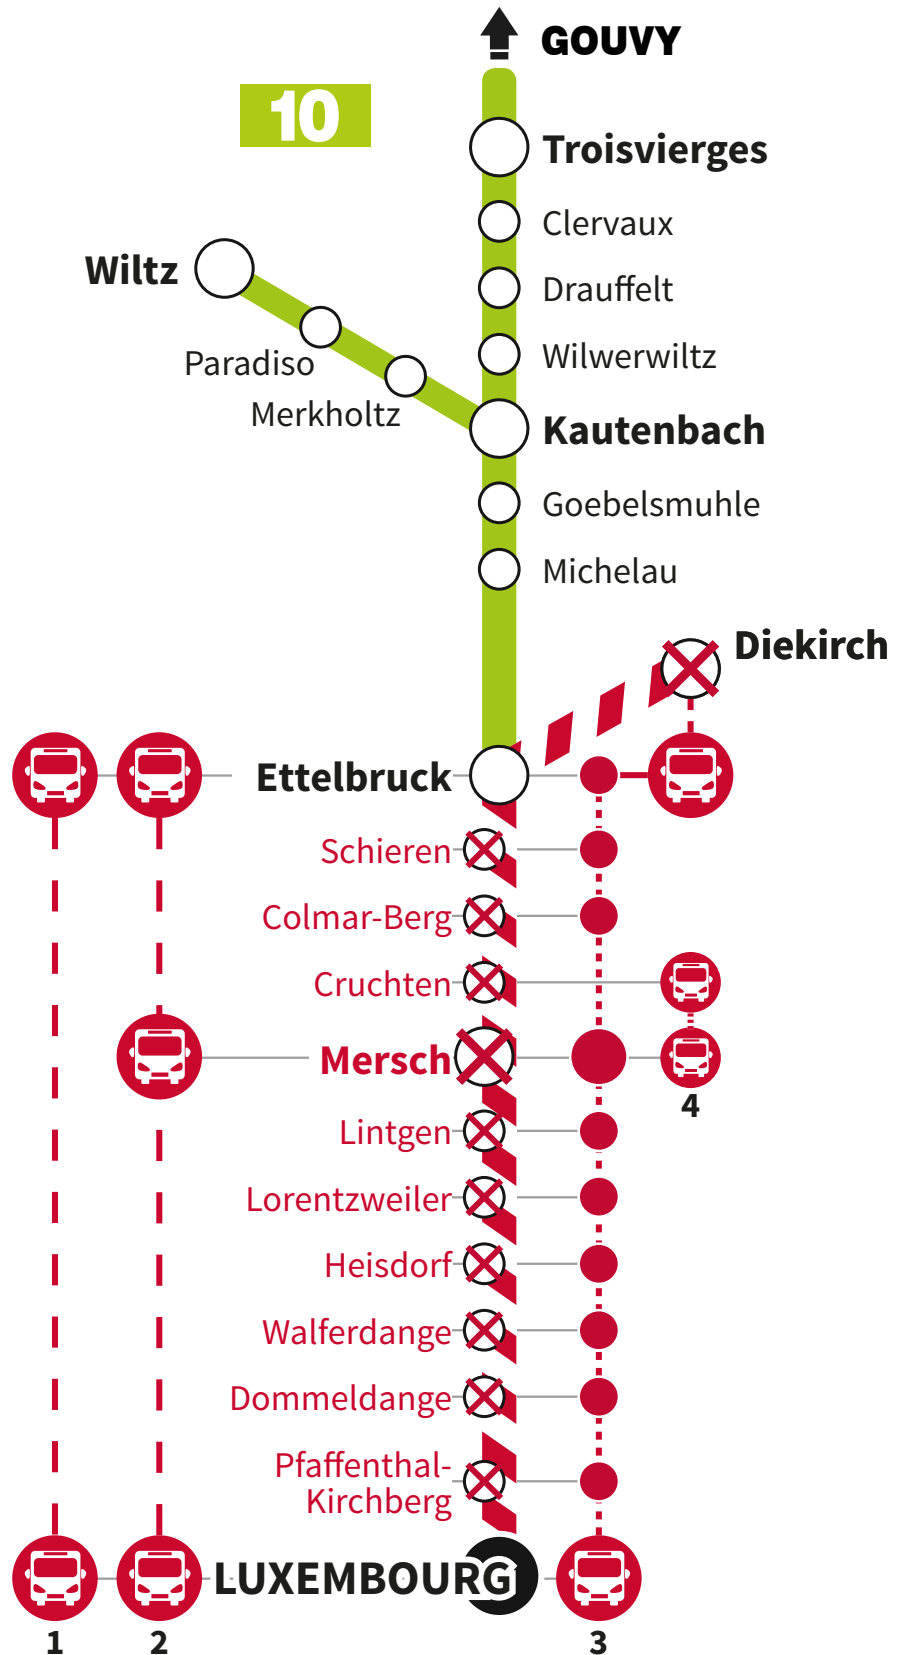 GOUVY
10
Troisvierges
Clervaux
Wiltz
Drauffelt
Paradiso
Wilwerwiltz
Merkholtz
Kautenbach
Goebelsmuhle
Michelau
Diekirch
Ettelbruck
Schieren
Colmar-Berg
Cruchten
Mersch
4
Lintgen
Lorentzweiler
Heisdorf
Walferdange
Dommeldange
Pfaffenthal-
Kirchberg
LUXEMBOURG
1
2
3